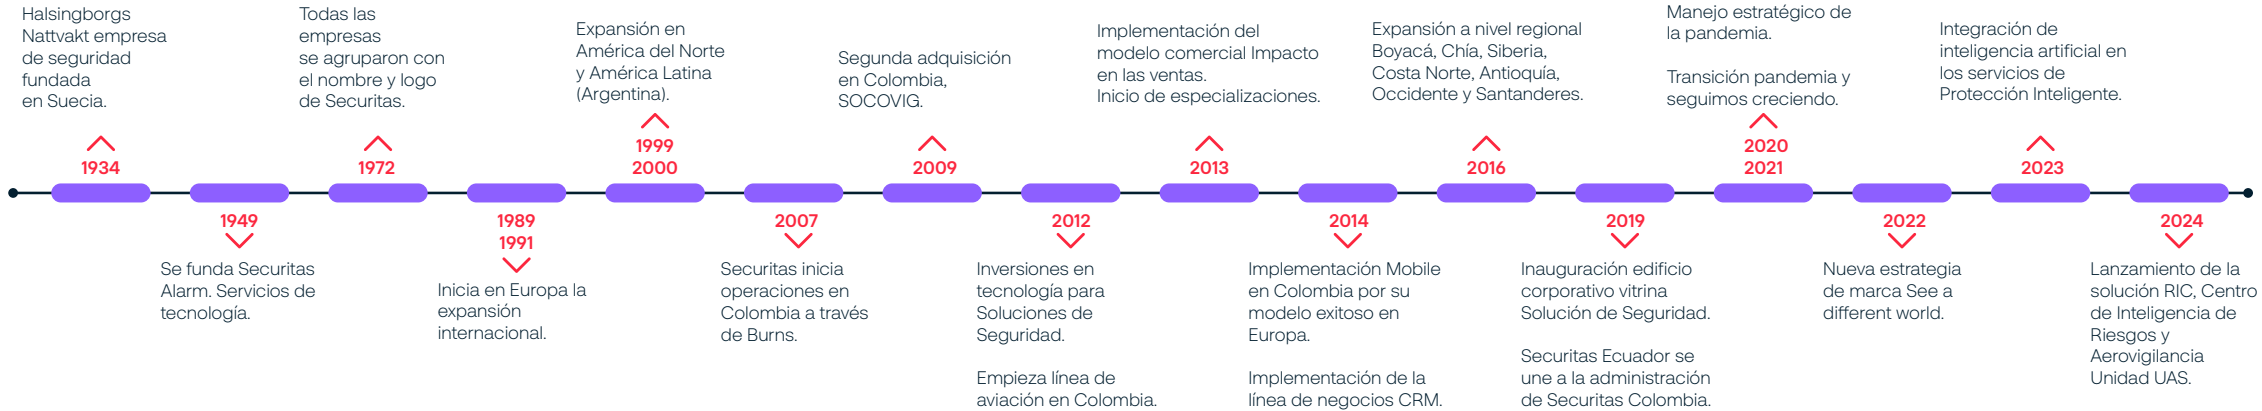 Halsingborgs
Nattvakt empresa
de seguridad
fundada
en Suecia.
1934
1949
Se funda Securitas
Alarm. Servicios de
tecnología.
Todas las
empresas
se agruparon con
el nombre y logo
de Securitas.
1972
1989
1991
Inicia en Europa la
expansión
internacional.
Expansión en
América del Norte
y América Latina
(Argentina).
1999
2000
2007
Securitas inicia
operaciones en
Colombia a través
de Burns.
Segunda adquisición
en Colombia,
SOCOVIG.
2009
2012
Inversiones en
tecnología para
Soluciones de
Seguridad.
Empieza línea de
aviación en Colombia.
Implementación del
modelo comercial Impacto
en las ventas.
Inicio de especializaciones.
2013
2014
Implementación Mobile
en Colombia por su
modelo exitoso en
Europa.
Implementación de la
línea de negocios CRM.
Expansión a nivel regional
Boyacá, Chía, Siberia,
Costa Norte, Antioquía,
Occidente y Santanderes.
2016
2019
Inauguración edificio
corporativo vitrina
Solución de Seguridad.
Securitas Ecuador se
une a la administración
de Securitas Colombia.
Manejo estratégico de
la pandemia.
Transición pandemia y
seguimos creciendo.
2020
2021
2022
Nueva estrategia
de marca See a
different world.
Integración de
inteligencia artificial en
los servicios de
Protección Inteligente.
2023
2024
Lanzamiento de la
solución RIC, Centro
de Inteligencia de
Riesgos y
Aerovigilancia
Unidad UAS.